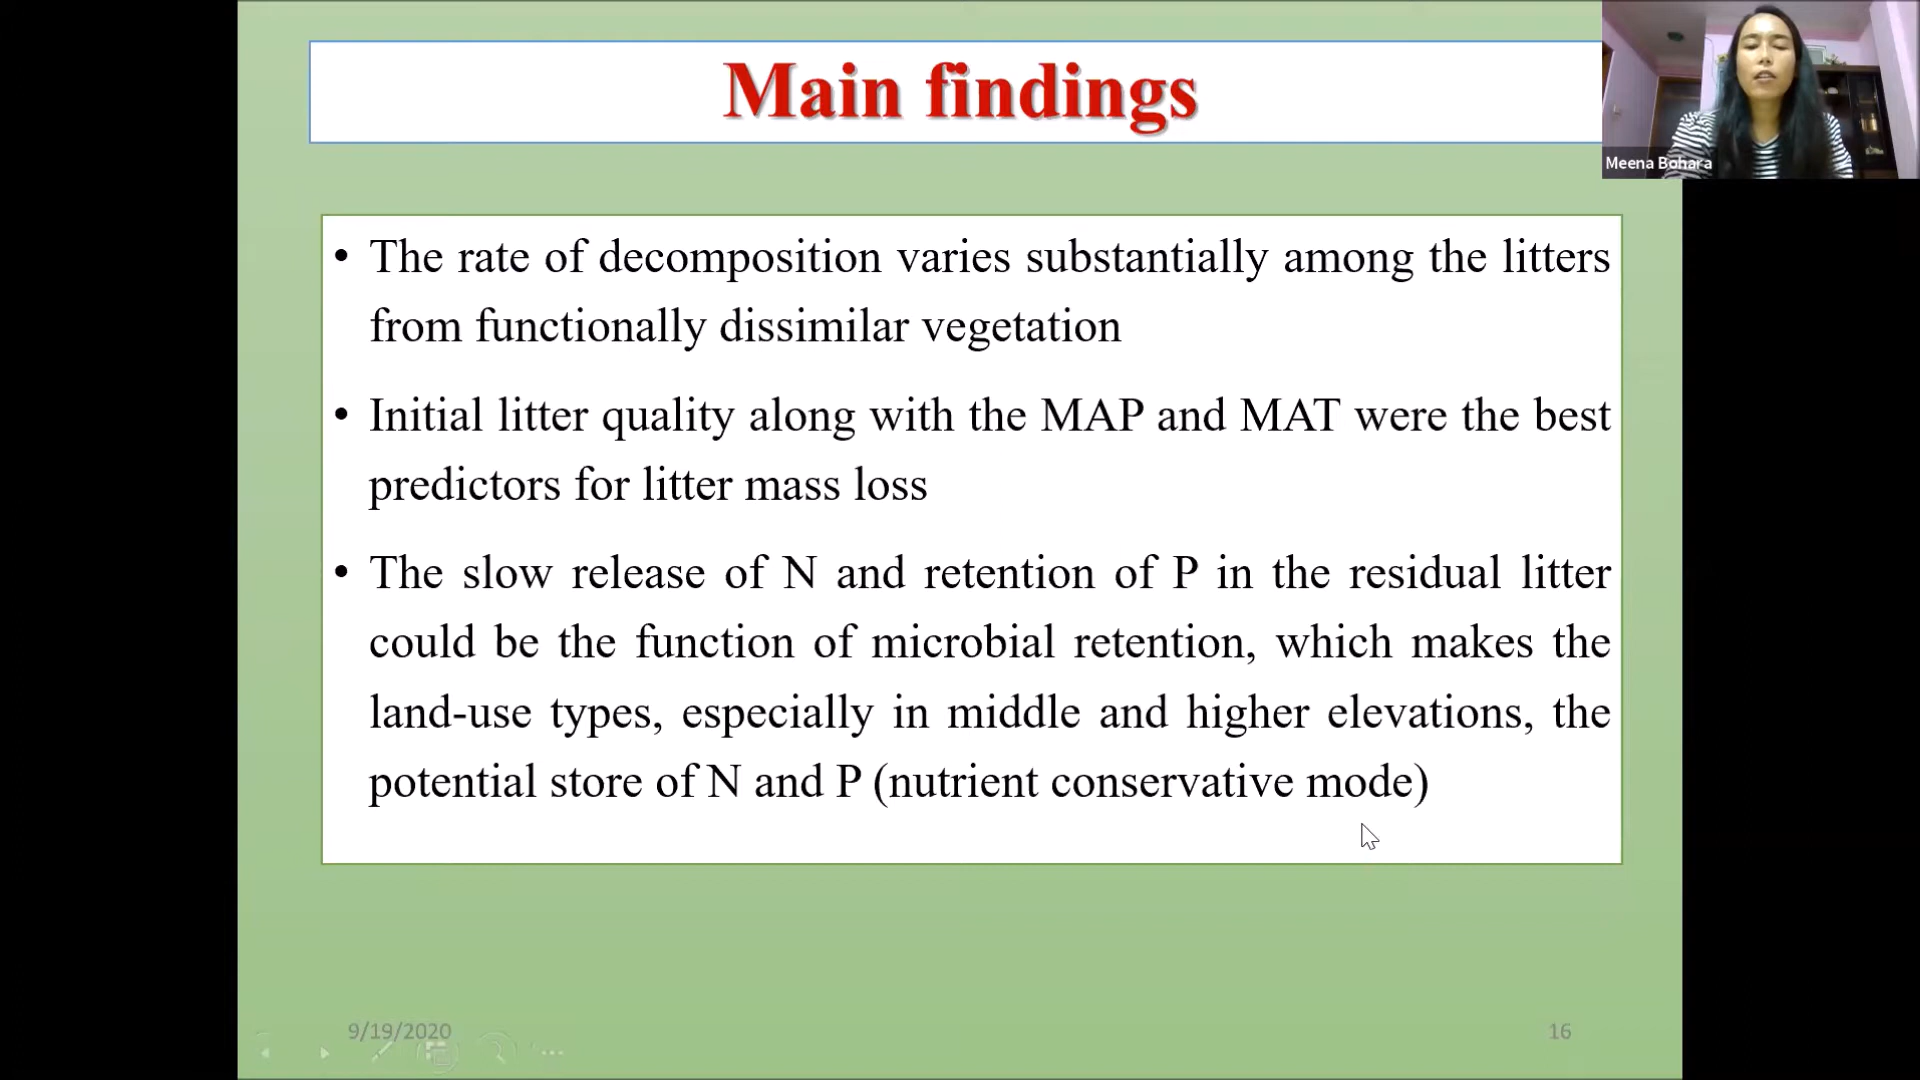 Main findings
Meena Bohara
• The rate of decomposition varies substantially among the litters
from functionally dissimilar vegetation
• Initial litter quality along with the MAP and MAT were the best
predictors for litter mass loss
• The slow release of N and retention of P in the residual litter
could be the function of microbial retention, which makes the
land-use types, especially in middle and higher elevations, the
potential store of N and P (nutrient conservative mode)
9/19/2020
16